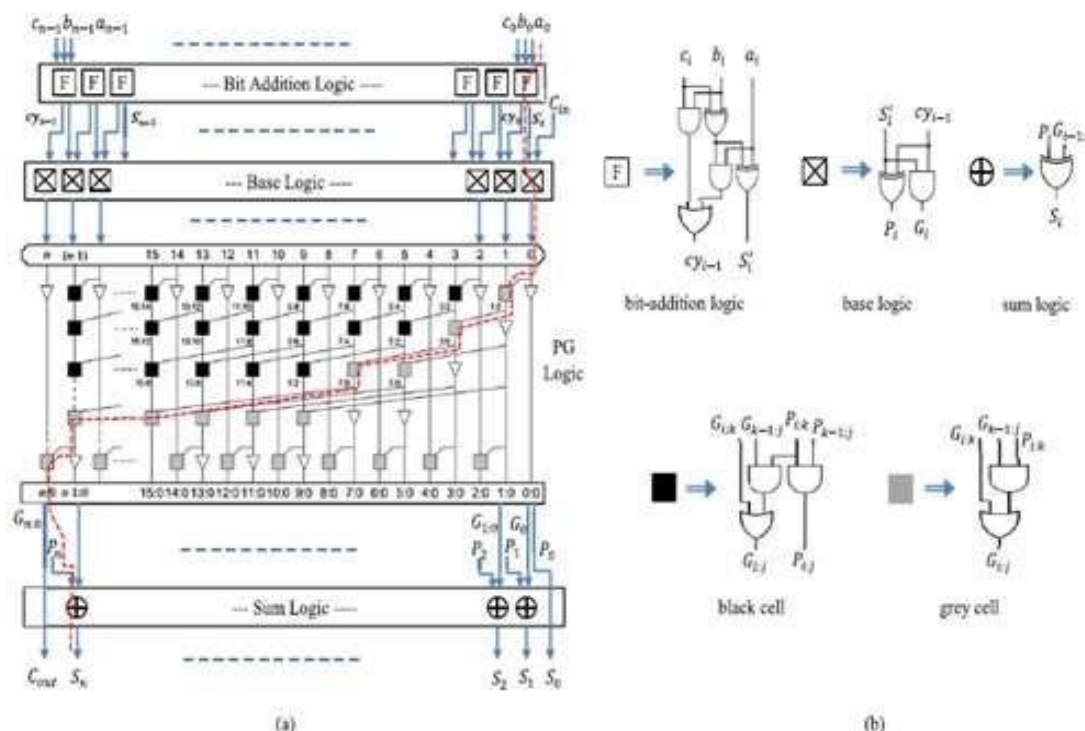 c_{n-1} b_{n-1} a_{n-1}
c_0 b_0 a_0
F F F --- Bit Addition Logic --- F F F
cy_{n-1} S_{n-1} cy_0 S'_0 C_{in}
--- Base Logic ---
n (n-1) 15 14 13 12 11 10 9 8 7 6 5 4 3 2 1 0
PG
Logic
15:0 14:0 13:0 12:0 11:0 10:0 9:0 8:0 7:0 6:0 5:0 4:0 3:0 2:0 1:0 0:0
G_{n:0} G_{1:0} G_0
P_n P_2 P_1 P_0
--- Sum Logic ----
C_{out} S_n S_2 S_1 S_0
(a)
c_i b_i a_i
F
cy_{i-1} S'_i
bit-addition logic
S'_i cy_{i-1}
P_i G_i
base logic
P_i G_{i-1:}
S_i
sum logic
G_{i:k} G_{k-1:j} P_{i:k} P_{k-1:j}
G_{i:j} P_{i:j}
black cell
G_{i:k} G_{k-1:j} P_{i:k}
G_{i:j}
grey cell
(b)